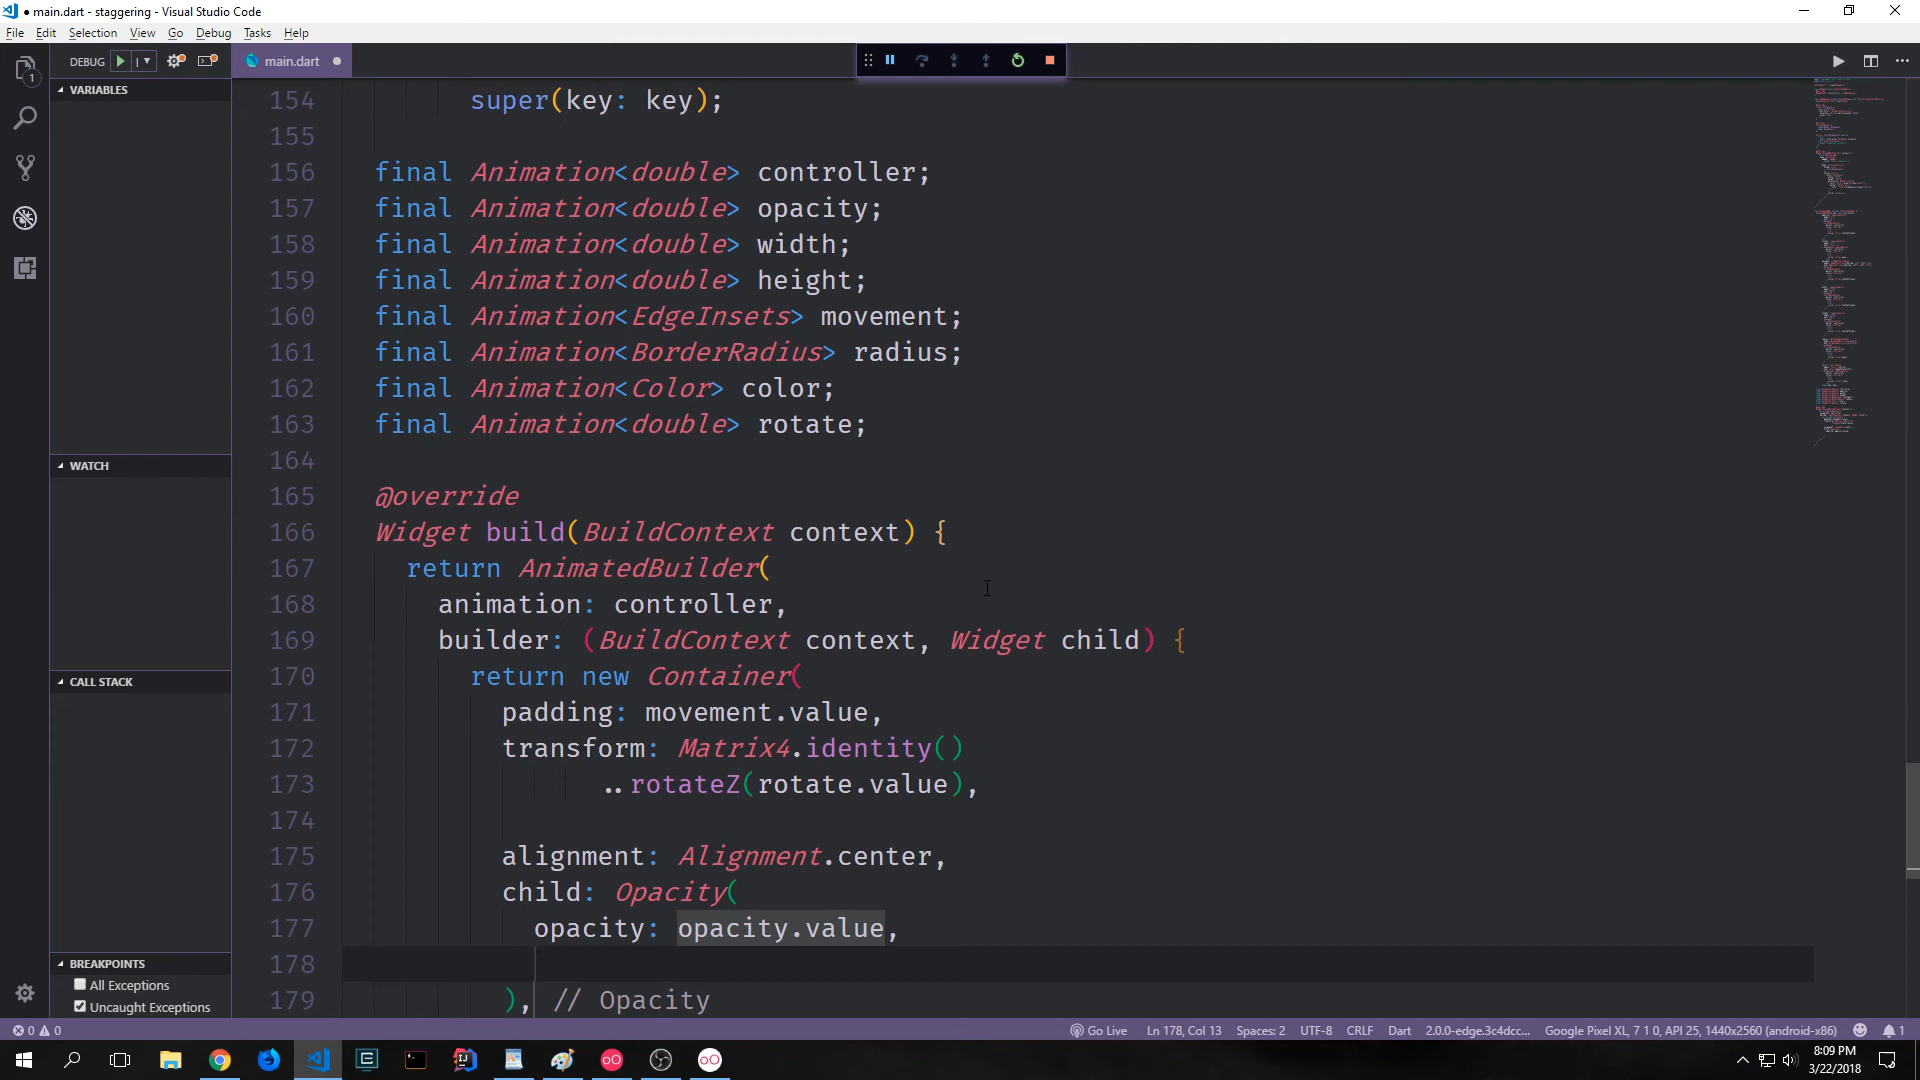 ● main.dart - staggering - Visual Studio Code
File Edit Selection View Go Debug Tasks Help
DEBUG
main.dart
1
VARIABLES
WATCH
CALL STACK
BREAKPOINTS
All Exceptions
Uncaught Exceptions
154 super(key: key);
155
156 final Animation<double> controller;
157 final Animation<double> opacity;
158 final Animation<double> width;
159 final Animation<double> height;
160 final Animation<EdgeInsets> movement;
161 final Animation<BorderRadius> radius;
162 final Animation<Color> color;
163 final Animation<double> rotate;
164
165 @override
166 Widget build(BuildContext context) {
167 return AnimatedBuilder(
168 animation: controller,
169 builder: (BuildContext context, Widget child) {
170 return new Container(
171 padding: movement.value,
172 transform: Matrix4.identity()
173 ..rotateZ(rotate.value),
174
175 alignment: Alignment.center,
176 child: Opacity(
177 opacity: opacity.value,
178
179 ), // Opacity
0 0 Go Live Ln 178, Col 13 Spaces: 2 UTF-8 CRLF Dart 2.0.0-edge.3c4dcc... Google Pixel XL, 7 1 0, API 25, 1440x2560 (android-x86) 1
8:09 PM
3/22/2018